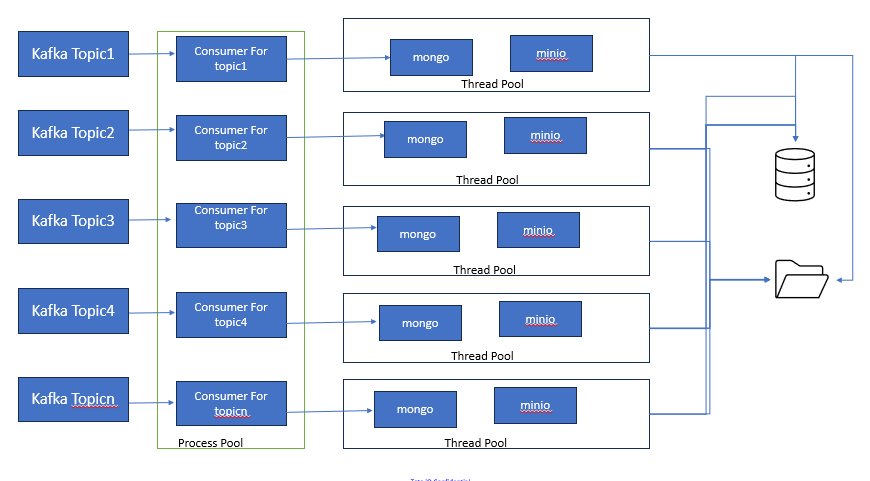 Kafka Topic1
Consumer For
topic1
mongo
minio
Thread Pool
Kafka Topic2
Consumer For
topic2
mongo
minio
Thread Pool
Kafka Topic3
Consumer For
topic3
mongo
minio
Thread Pool
Kafka Topic4
Consumer For
topic4
mongo
minio
Thread Pool
Kafka Topicn
Consumer For
topicn
mongo
minio
Thread Pool
Process Pool